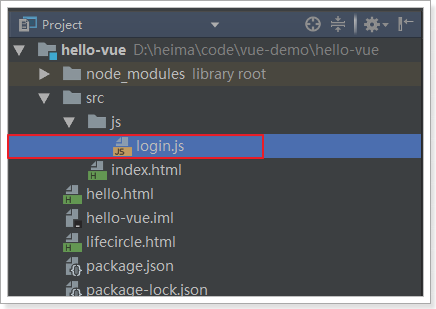 Project
hello-vue D:\heima\code\vue-demo\hello-vue
node_modules library root
src
js
JS login.js
H index.html
H hello.html
hello-vue.iml
H lifecircle.html
package.json
package-lock.json